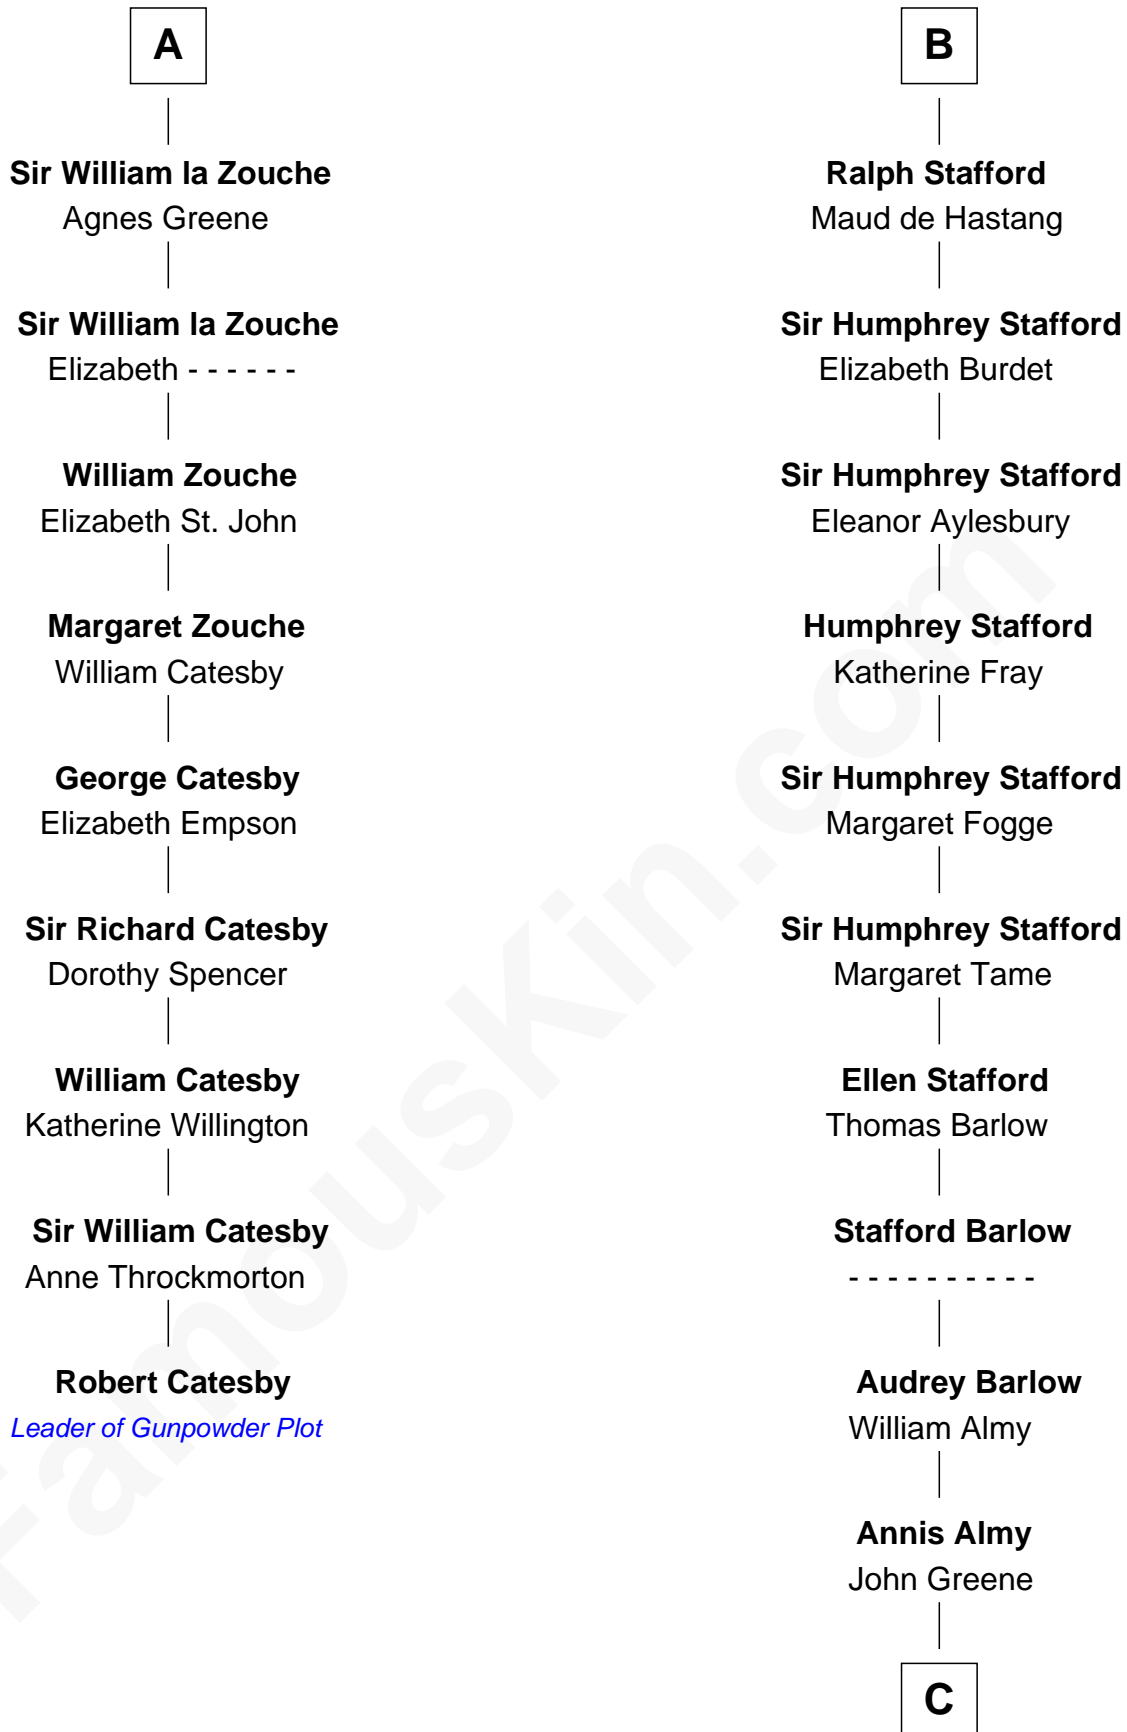 A
Sir William la Zouche
Agnes Greene
Sir William la Zouche
Elizabeth - - - - - -
William Zouche
Elizabeth St. John
Margaret Zouche
William Catesby
George Catesby
Elizabeth Empson
Sir Richard Catesby
Dorothy Spencer
William Catesby
Katherine Willington
Sir William Catesby
Anne Throckmorton
Robert Catesby
Leader of Gunpowder Plot
B
Ralph Stafford
Maud de Hastang
Sir Humphrey Stafford
Elizabeth Burdet
Sir Humphrey Stafford
Eleanor Aylesbury
Humphrey Stafford
Katherine Fray
Sir Humphrey Stafford
Margaret Fogge
Sir Humphrey Stafford
Margaret Tame
Ellen Stafford
Thomas Barlow
Stafford Barlow
- - - - - - - - - -
Audrey Barlow
William Almy
Annis Almy
John Greene
C
FamousKin.com